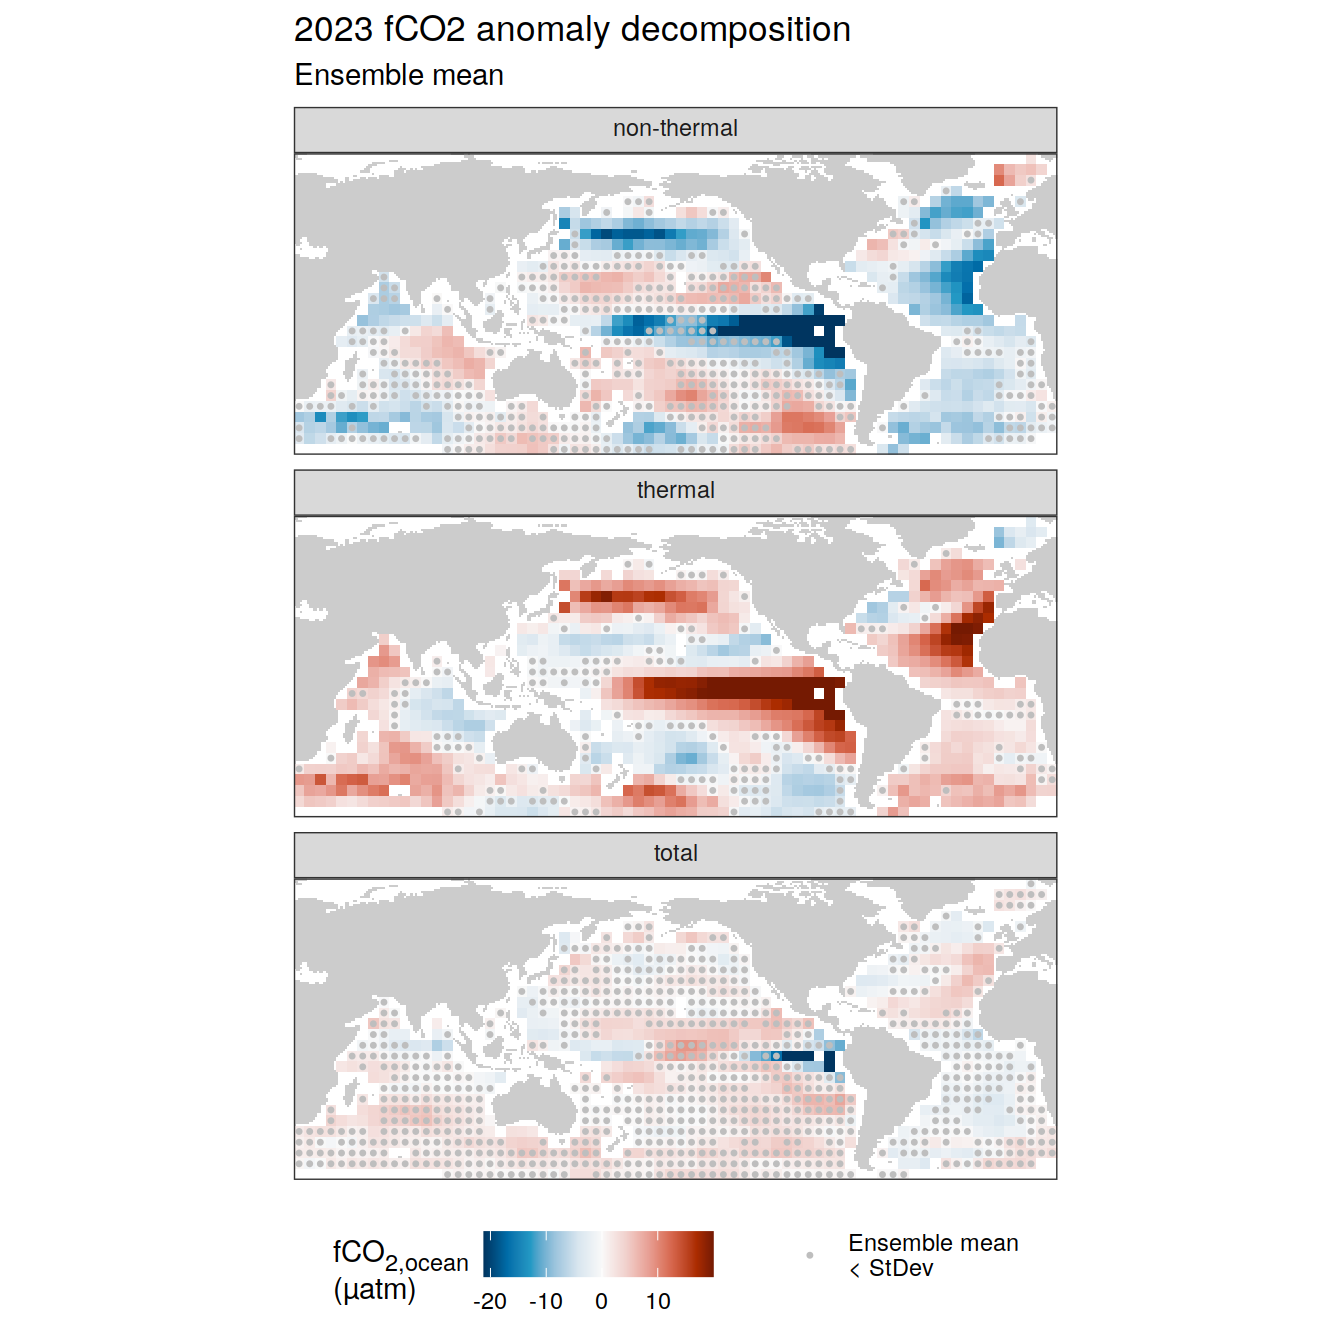 2023 fCO2 anomaly decomposition
Ensemble mean
non-thermal
thermal
total
fCO2,ocean
(µatm)
-20 -10 0 10
Ensemble mean
< StDev